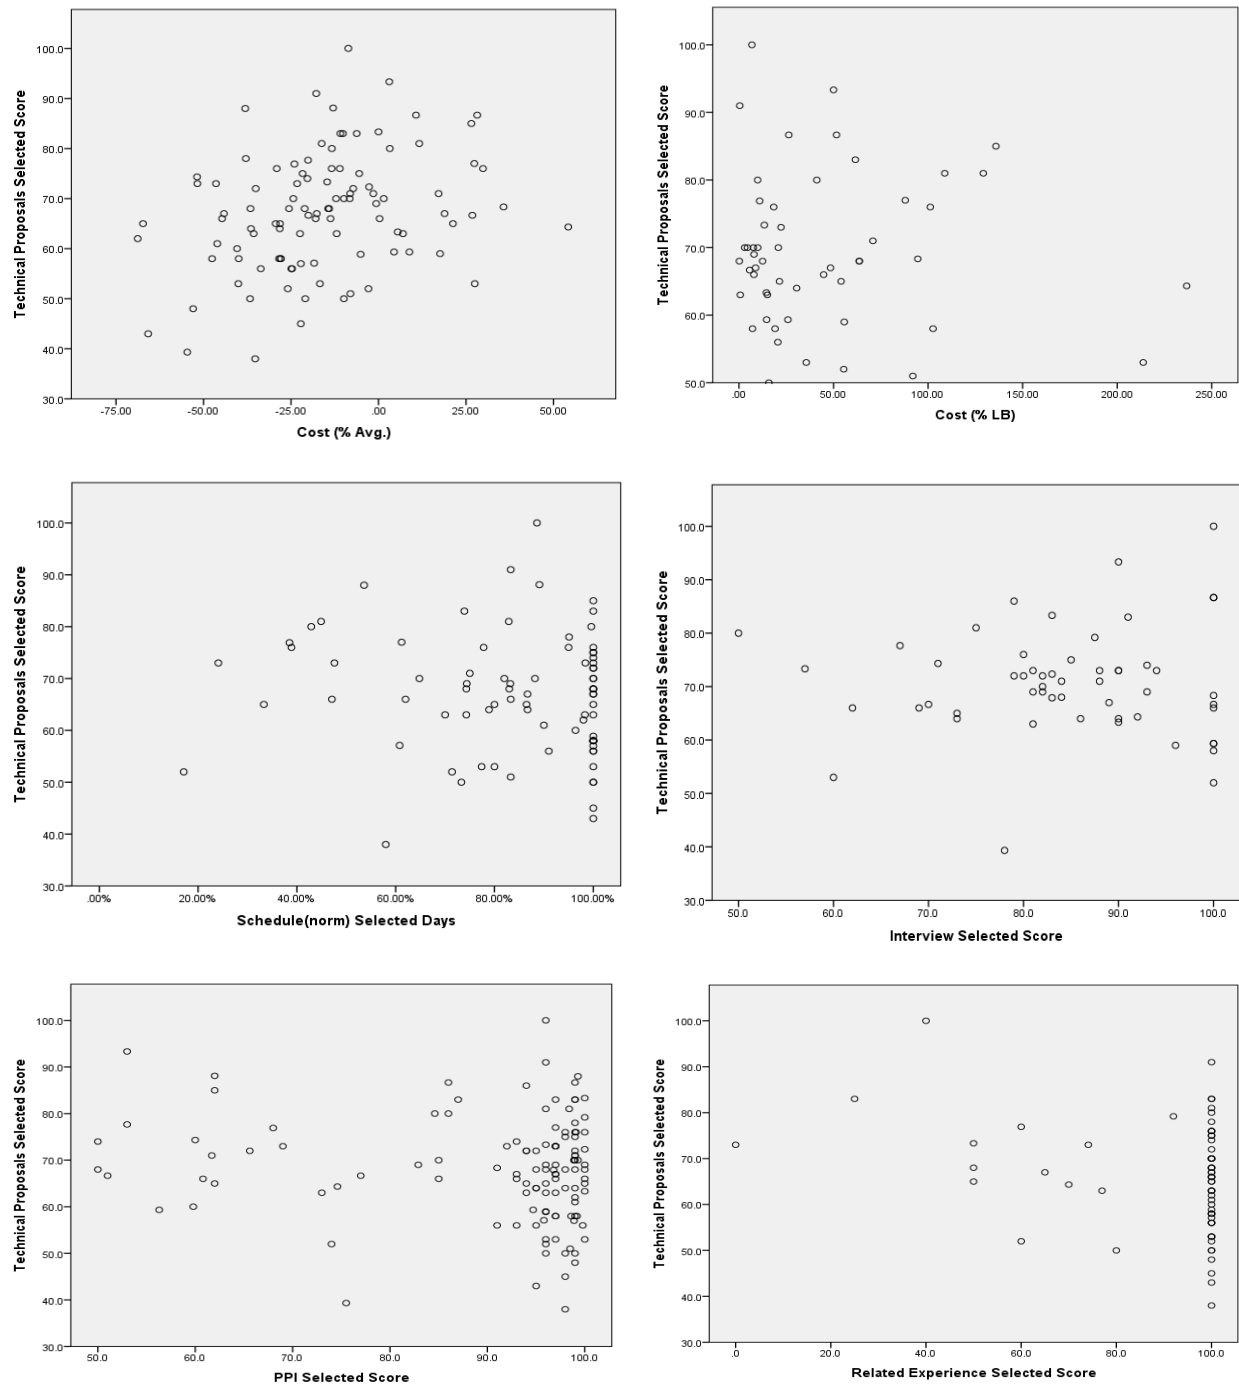 Technical Proposals Selected Score
100.0
90.0
80.0
70.0
60.0
50.0
40.0
30.0
-75.00 -50.00 -25.00 .00 25.00 50.00
Cost (% Avg.)
Technical Proposals Selected Score
100.0
90.0
80.0
70.0
60.0
50.0
.00 50.00 100.00 150.00 200.00 250.00
Cost (% LB)
Technical Proposals Selected Score
100.0
90.0
80.0
70.0
60.0
50.0
40.0
30.0
.00% 20.00% 40.00% 60.00% 80.00% 100.00%
Schedule(norm) Selected Days
Technical Proposals Selected Score
100.0
90.0
80.0
70.0
60.0
50.0
40.0
30.0
50.0 60.0 70.0 80.0 90.0 100.0
Interview Selected Score
Technical Proposals Selected Score
100.0
90.0
80.0
70.0
60.0
50.0
40.0
30.0
50.0 60.0 70.0 80.0 90.0 100.0
PPI Selected Score
Technical Proposals Selected Score
100.0
90.0
80.0
70.0
60.0
50.0
40.0
30.0
.0 20.0 40.0 60.0 80.0 100.0
Related Experience Selected Score